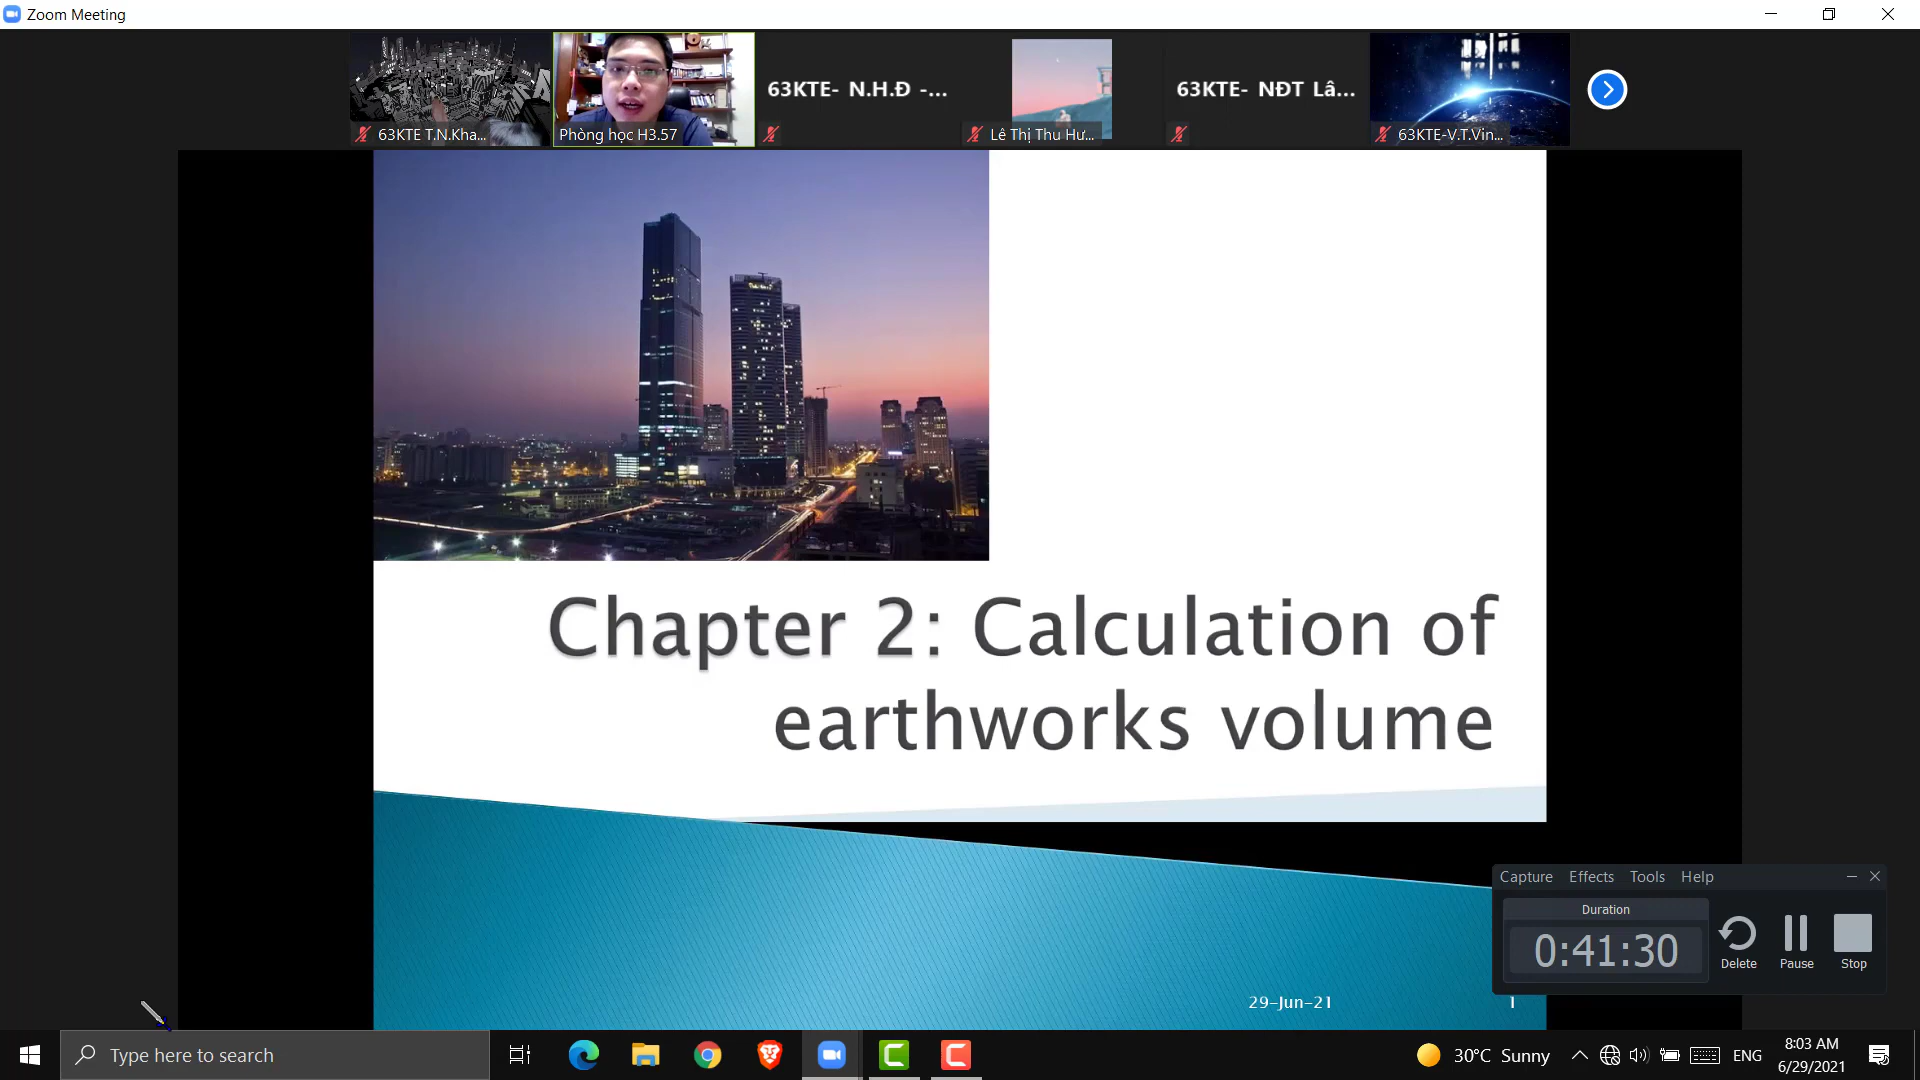 Zoom Meeting
63KTE T.N.Kha...
Phòng học H3.57
63KTE- N.H.Đ -...
Lê Thị Thu Hư...
63KTE- NĐT Lâ...
63KTE-V.T.Vin...
Chapter 2: Calculation of
earthworks volume
Capture Effects Tools Help
Duration
0:41:30
Delete Pause Stop
29-Jun-21
1
Type here to search
30°C Sunny
ENG
8:03 AM
6/29/2021